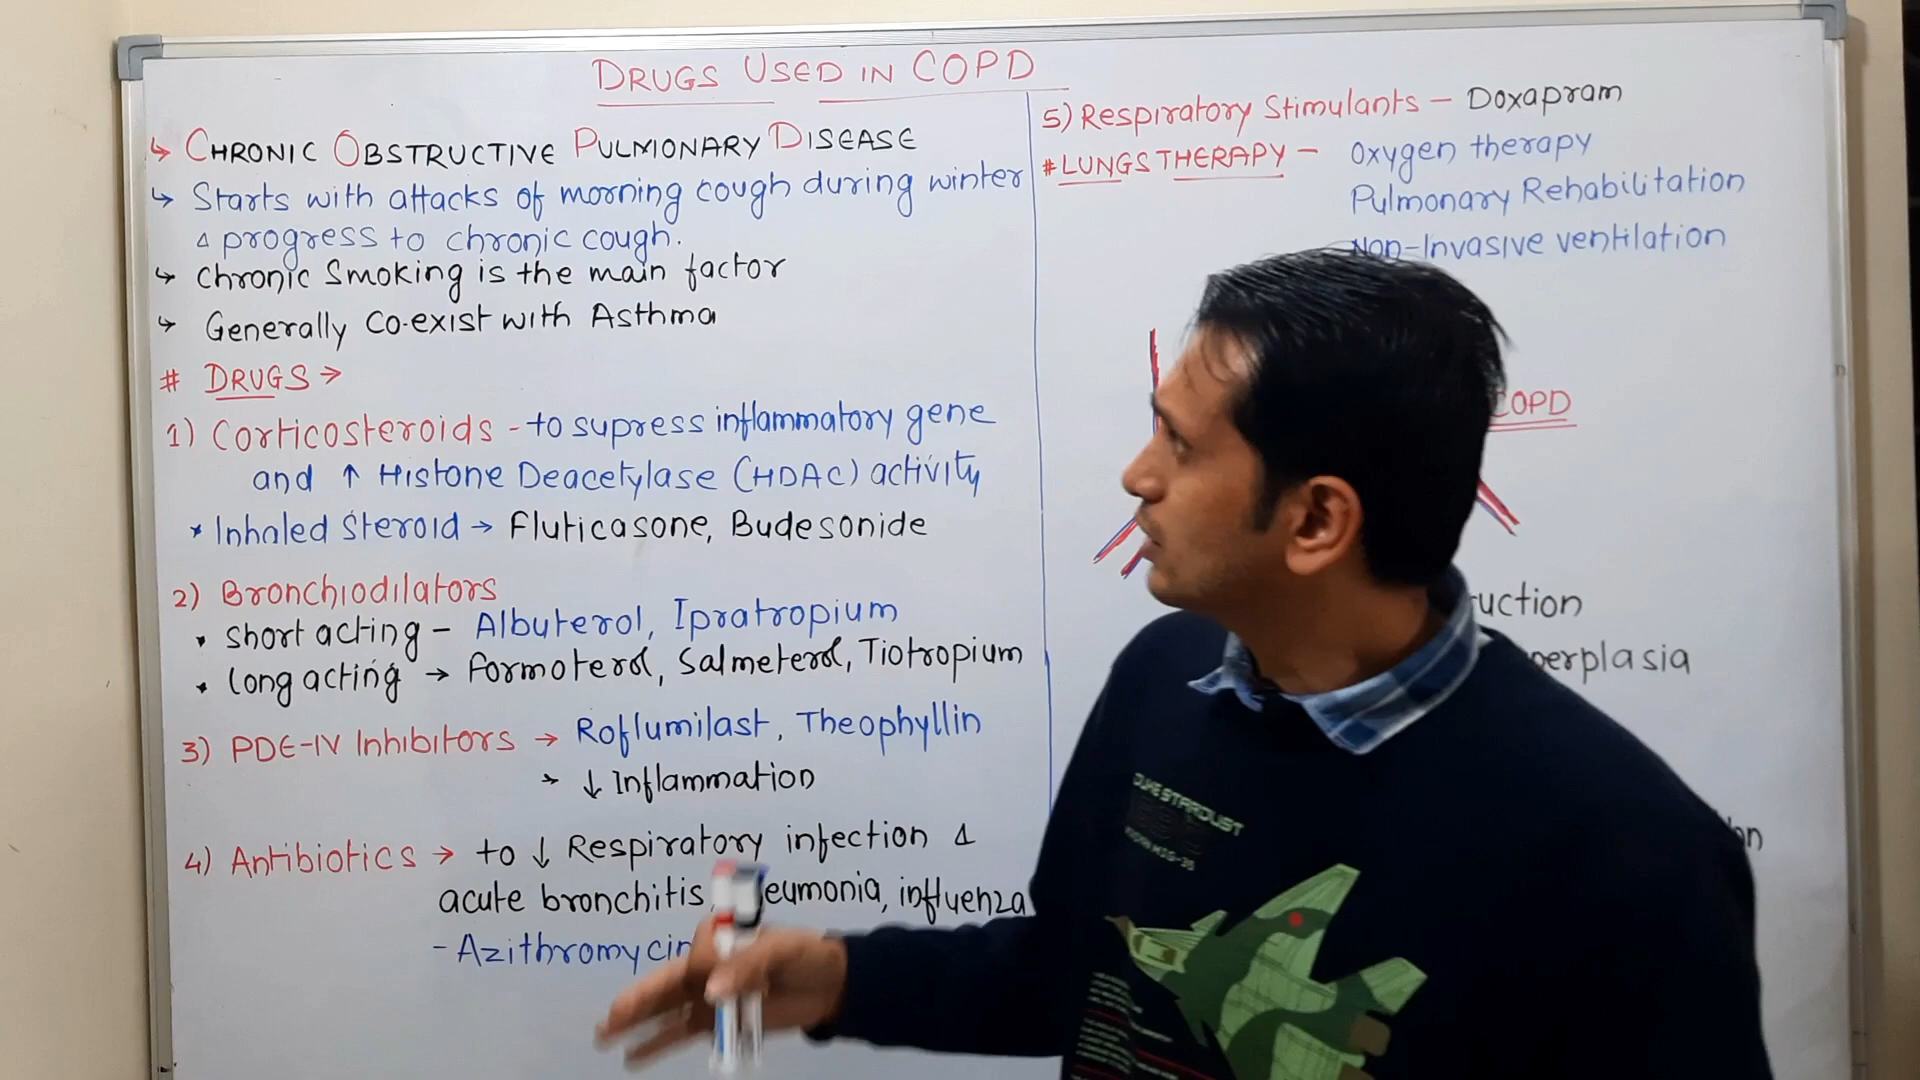 DRUGS USED IN COPD
↳ CHRONIC OBSTRUCTIVE PULMONARY DISEASE
↳ Starts with attacks of morning cough during winter
& progress to chronic cough.
↳ Chronic Smoking is the main factor
↳ Generally Co-exist with Asthma
# DRUGS →
1) Corticosteroids - to supress inflammatory gene
and ↑ Histone Deacetylase (HDAC) activity
* Inhaled Steroid → Fluticasone, Budesonide
2) Bronchiodilators
• Short acting - Albuterol, Ipratropium
• Long acting → Formoterol, Salmeterol, Tiotropium
3) PDE-IV Inhibitors → Roflumilast, Theophyllin
→ ↓ Inflammation
4) Antibiotics → to ↓ Respiratory infection &
acute bronchitis, eumonia, influenza
- Azithromycin
5) Respiratory Stimulants - Doxapram
# LUNGS THERAPY - Oxygen therapy
Pulmonary Rehabilitation
Non-Invasive ventilation
COPD
uction
perplasia
DUKE STARDUST